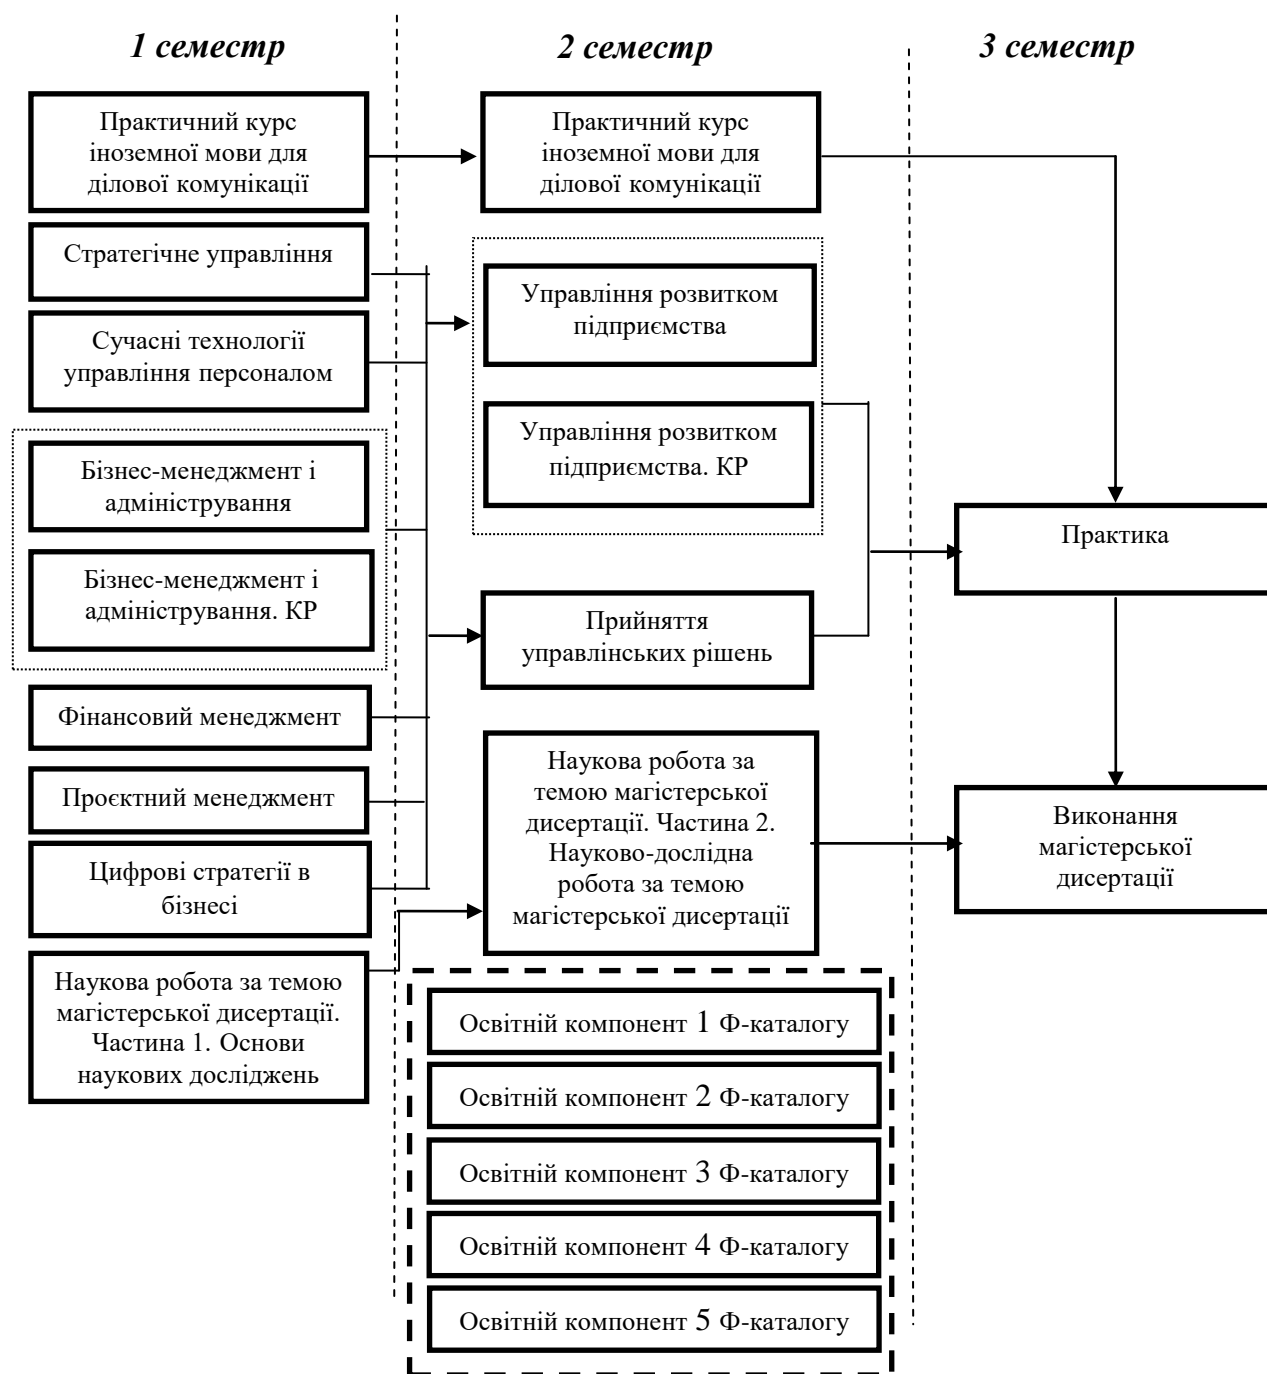 1 семестр
2 семестр
3 семестр
Практичний курс
іноземної мови для
ділової комунікації
Стратегічне управління
Сучасні технології
управління персоналом
Бізнес-менеджмент і
адміністрування
Бізнес-менеджмент і
адміністрування. КР
Фінансовий менеджмент
Проєктний менеджмент
Цифрові стратегії в
бізнесі
Наукова робота за темою
магістерської дисертації.
Частина 1. Основи
наукових досліджень
Практичний курс
іноземної мови для
ділової комунікації
Управління розвитком
підприємства
Управління розвитком
підприємства. КР
Прийняття
управлінських рішень
Наукова робота за
темою магістерської
дисертації. Частина 2.
Науково-дослідна
робота за темою
магістерської дисертації
Освітній компонент 1 Ф-каталогу
Освітній компонент 2 Ф-каталогу
Освітній компонент 3 Ф-каталогу
Освітній компонент 4 Ф-каталогу
Освітній компонент 5 Ф-каталогу
Практика
Виконання
магістерської
дисертації